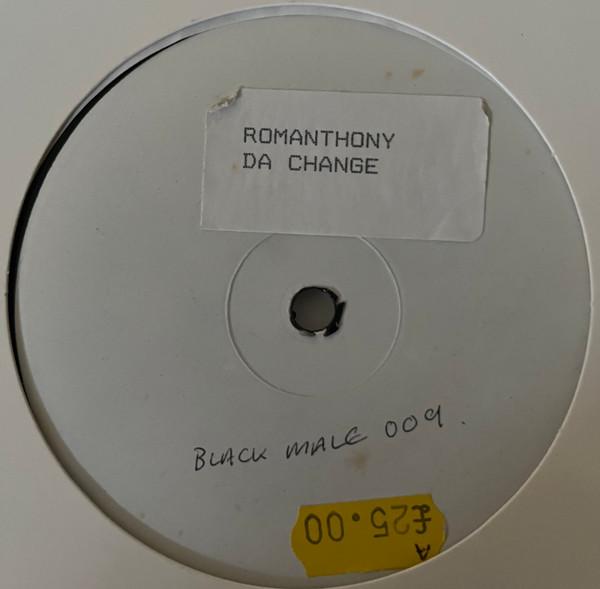 ROMANTHONY
DA CHANGE
BLACK MALE 009.
£25.00
A